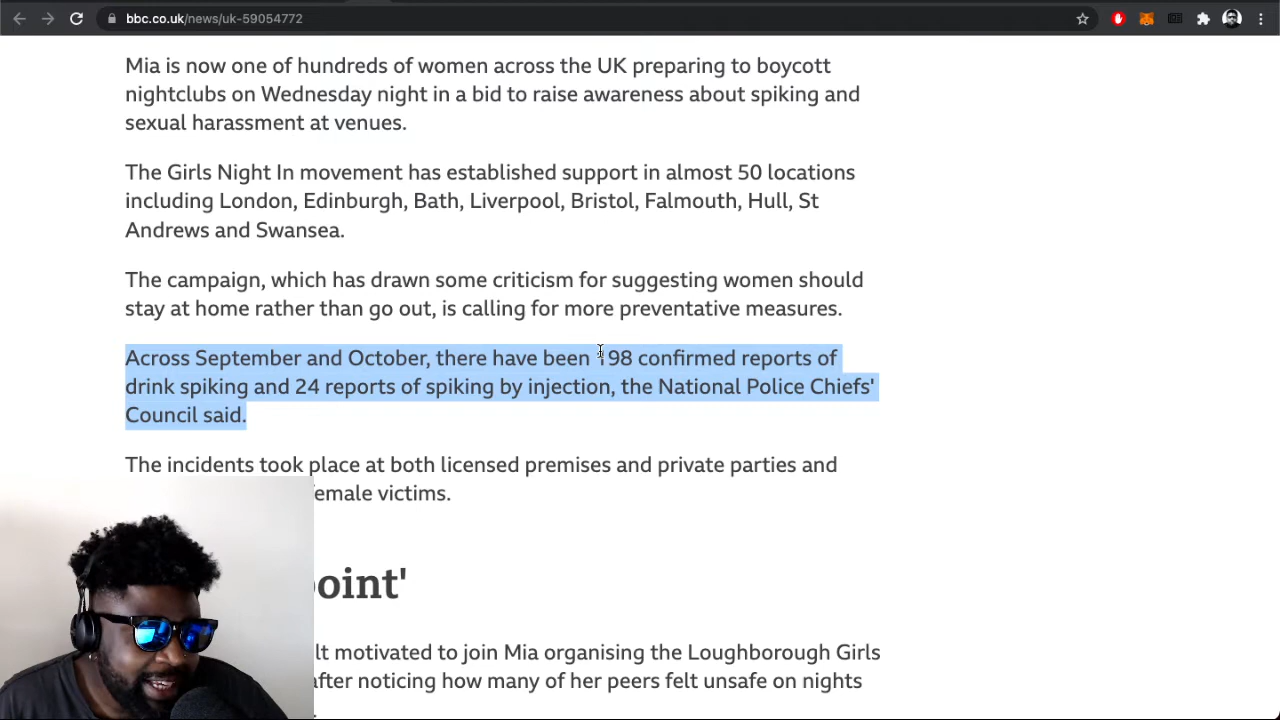 bbc.co.uk/news/uk-59054772
Mia is now one of hundreds of women across the UK preparing to boycott
nightclubs on Wednesday night in a bid to raise awareness about spiking and
sexual harassment at venues.
The Girls Night In movement has established support in almost 50 locations
including London, Edinburgh, Bath, Liverpool, Bristol, Falmouth, Hull, St
Andrews and Swansea.
The campaign, which has drawn some criticism for suggesting women should
stay at home rather than go out, is calling for more preventative measures.
Across September and October, there have been 198 confirmed reports of
drink spiking and 24 reports of spiking by injection, the National Police Chiefs'
Council said.
The incidents took place at both licensed premises and private parties and
female victims.
point'
motivated to join Mia organising the Loughborough Girls
after noticing how many of her peers felt unsafe on nights